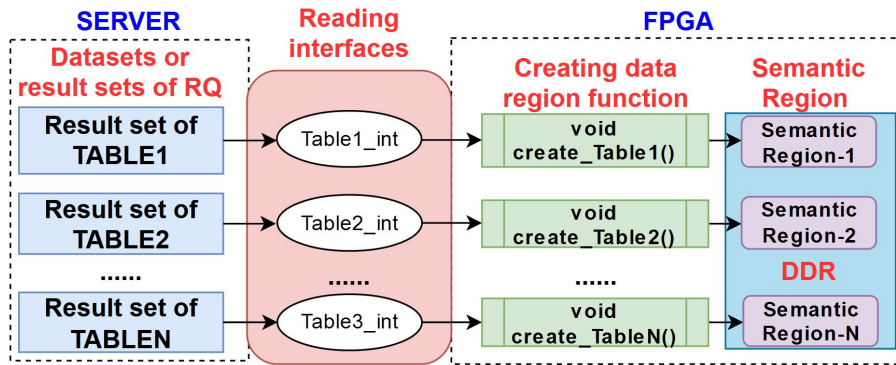 SERVER
Reading
interfaces
FPGA
Datasets or
result sets of RQ
Creating data
region function
Semantic
Region
Result set of
TABLE1
Table1_int
void
create_Table1()
Semantic
Region-1
Result set of
TABLE2
Table2_int
void
create_Table2()
Semantic
Region-2
......
......
......
DDR
Result set of
TABLEN
Table3_int
void
create_TableN()
Semantic
Region-N